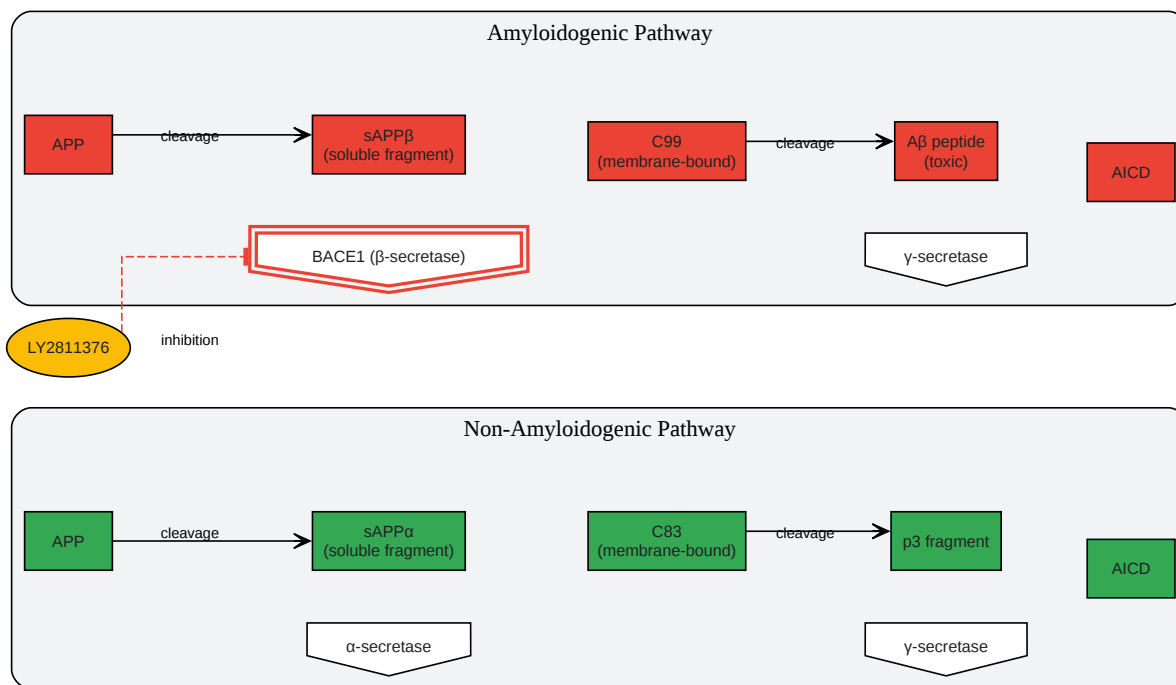 Amyloidogenic Pathway
APP
cleavage
sAPPβ
(soluble fragment)
C99
(membrane-bound)
cleavage
Aβ peptide
(toxic)
AICD
BACE1 (β-secretase)
γ-secretase
LY2811376
inhibition
Non-Amyloidogenic Pathway
APP
cleavage
sAPPα
(soluble fragment)
C83
(membrane-bound)
cleavage
p3 fragment
AICD
α-secretase
γ-secretase